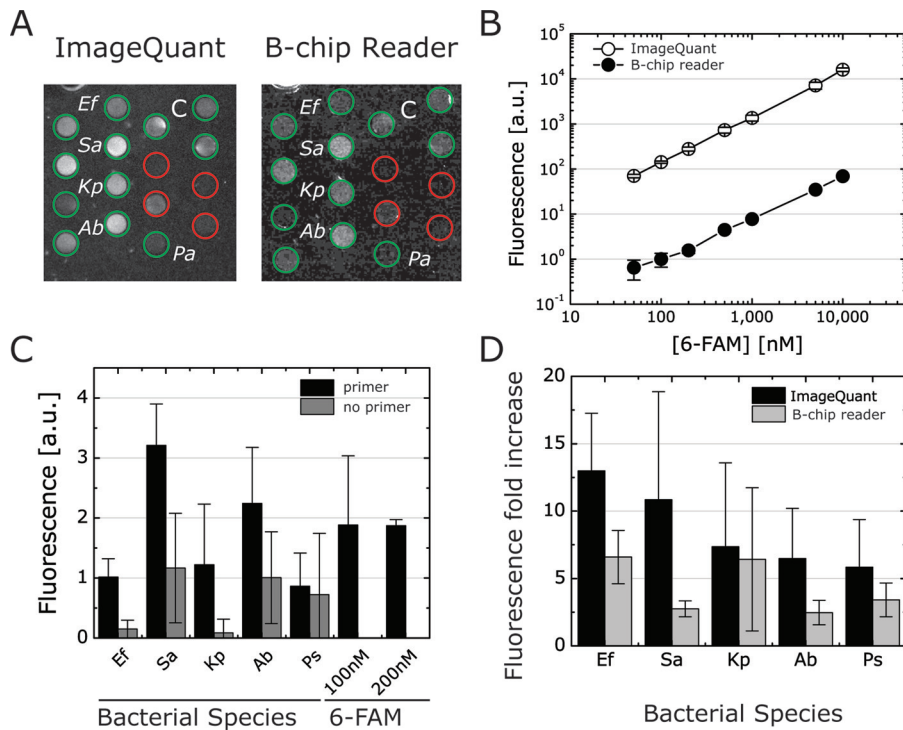 A
ImageQuant
B-chip Reader
Ef
C
Sa
Kp
Ab
Pa
Ef
C
Sa
Kp
Ab
Pa
B
Fluorescence [a.u.]
10^5
10^4
10^3
10^2
10^1
10^0
10^-1
ImageQuant
B-chip reader
10
100
1,000
10,000
[6-FAM] [nM]
C
Fluorescence [a.u.]
4
3
2
1
0
primer
no primer
Ef
Sa
Kp
Ab
Ps
100nM
200nM
Bacterial Species
6-FAM
D
Fluorescence fold increase
20
15
10
5
0
ImageQuant
B-chip reader
Ef
Sa
Kp
Ab
Ps
Bacterial Species